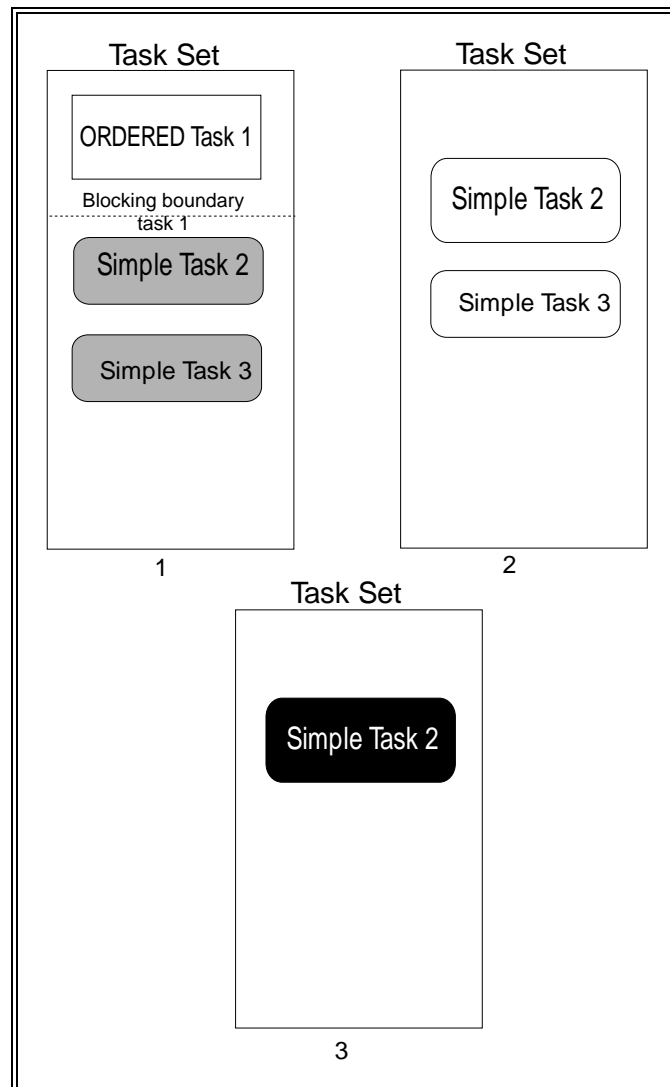 Task Set
ORDERED Task 1
Blocking boundary
task 1
Simple Task 2
Simple Task 3
1
Task Set
Simple Task 2
Simple Task 3
2
Task Set
Simple Task 2
3